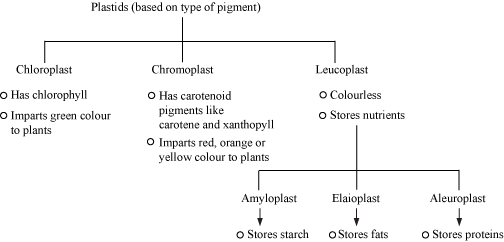 Plastids (based on type of pigment)
Chloroplast
Has chlorophyll
Imparts green colour
to plants
Chromoplast
Has carotenoid
pigments like
carotene and xanthopyll
Imparts red, orange or
yellow colour to plants
Leucoplast
Colourless
Stores nutrients
Amyloplast
Stores starch
Elaioplast
Stores fats
Aleuroplast
Stores proteins